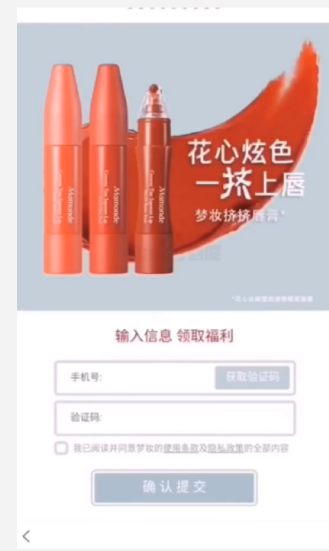 花心炫色
一挤上唇
梦妆挤挤唇膏*
Mamonde
Mamonde
Mamonde
输入信息 领取福利
手机号:
获取验证码
验证码:
我已阅读并同意梦妆的使用条款及隐私政策的全部内容
确认提交